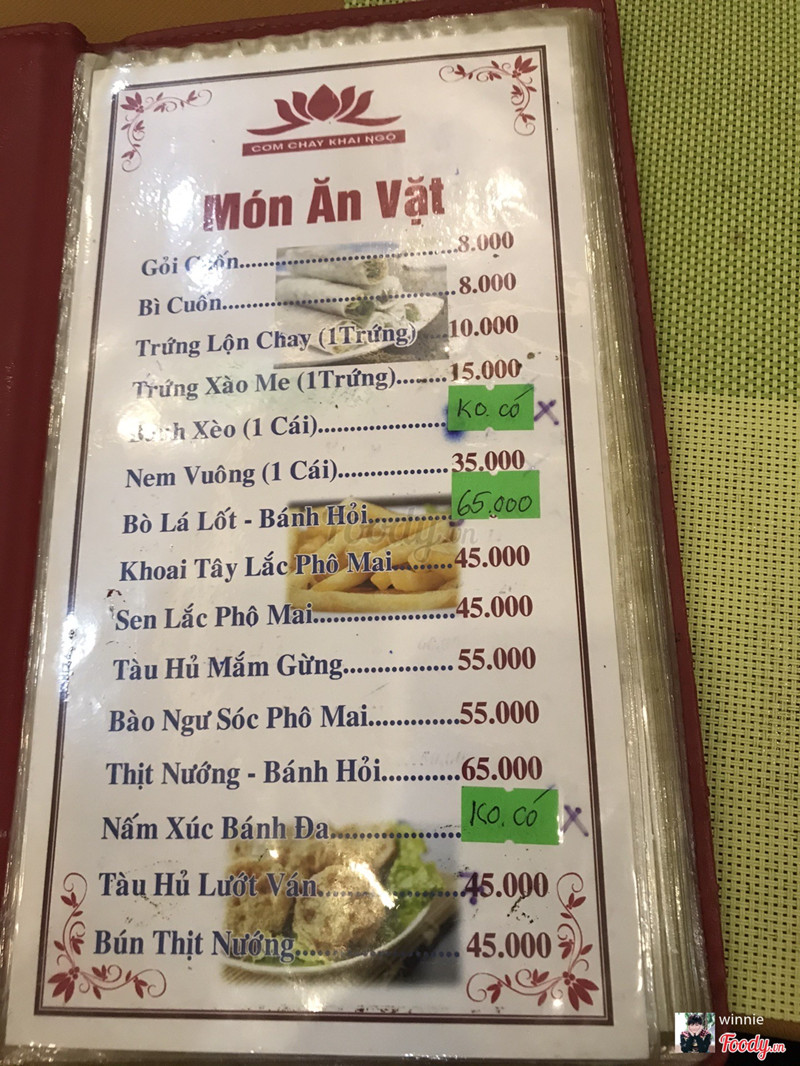 CƠM CHAY KHAI NGỘ
Món Ăn Vặt
Gỏi Cuốn..........8.000
Bì Cuốn..........8.000
Trứng Lộn Chay (1Trứng) 10.000
Trứng Xào Me (1Trứng)........15.000
Xèo (1 Cái).......... KO. CÓ X
Nem Vuông (1 Cái)..........35.000
Bò Lá Lốt - Bánh Hỏi..........65.000
Khoai Tây Lắc Phô Mai.........45.000
Sen Lắc Phô Mai..........45.000
Tàu Hủ Mắm Gừng..........55.000
Bào Ngư Sóc Phô Mai..........55.000
Thịt Nướng - Bánh Hỏi..........65.000
Nấm Xúc Bánh Đa.......... KO. CÓ X
Tàu Hủ Lướt Ván..........45.000
Bún Thịt Nướng..........45.000
Foody.vn
winnie
Foody.vn